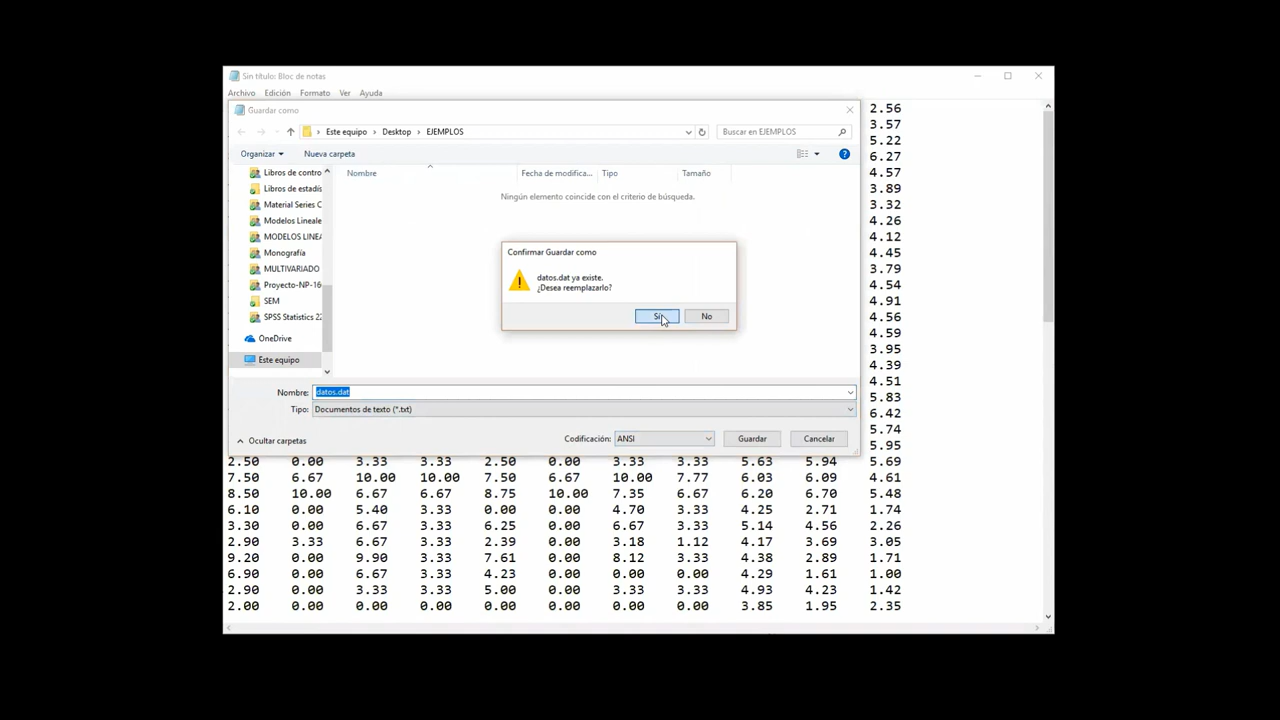 Sin título: Bloc de notas
Archivo Edición Formato Ver Ayuda
Guardar como
Este equipo > Desktop > EJEMPLOS
Buscar en EJEMPLOS
Organizar Nueva carpeta
Nombre Fecha de modifica... Tipo Tamaño
Ningún elemento coincide con el criterio de búsqueda.
Libros de contro
Libros de estadís
Material Series C
Modelos Lineale
MODELOS LINEA
Monografía
MULTIVARIADO
Proyecto-NP-16
SEM
SPSS Statistics 22
OneDrive
Este equipo
Confirmar Guardar como
datos.dat ya existe.
¿Desea reemplazarlo?
Sí No
Nombre: datos.dat
Tipo: Documentos de texto (*.txt)
Ocultar carpetas
Codificación: ANSI Guardar Cancelar
2.56
3.57
5.22
6.27
4.57
3.89
3.32
4.26
4.12
4.45
3.79
4.54
4.91
4.56
4.59
3.95
4.39
4.51
5.83
6.42
5.74
5.95
2.50 0.00 3.33 3.33 2.50 0.00 3.33 3.33 5.63 5.94 5.69
7.50 6.67 10.00 10.00 7.50 6.67 10.00 7.77 6.03 6.09 4.61
8.50 10.00 6.67 6.67 8.75 10.00 7.35 6.67 6.20 6.70 5.48
6.10 0.00 5.40 3.33 0.00 0.00 4.70 3.33 4.25 2.71 1.74
3.30 0.00 6.67 3.33 6.25 0.00 6.67 3.33 5.14 4.56 2.26
2.90 3.33 6.67 3.33 2.39 0.00 3.18 1.12 4.17 3.69 3.05
9.20 0.00 9.90 3.33 7.61 0.00 8.12 3.33 4.38 2.89 1.71
6.90 0.00 6.67 3.33 4.23 0.00 0.00 0.00 4.29 1.61 1.00
2.90 0.00 3.33 3.33 5.00 0.00 3.33 3.33 4.93 4.23 1.42
2.00 0.00 0.00 0.00 0.00 0.00 0.00 0.00 3.85 1.95 2.35